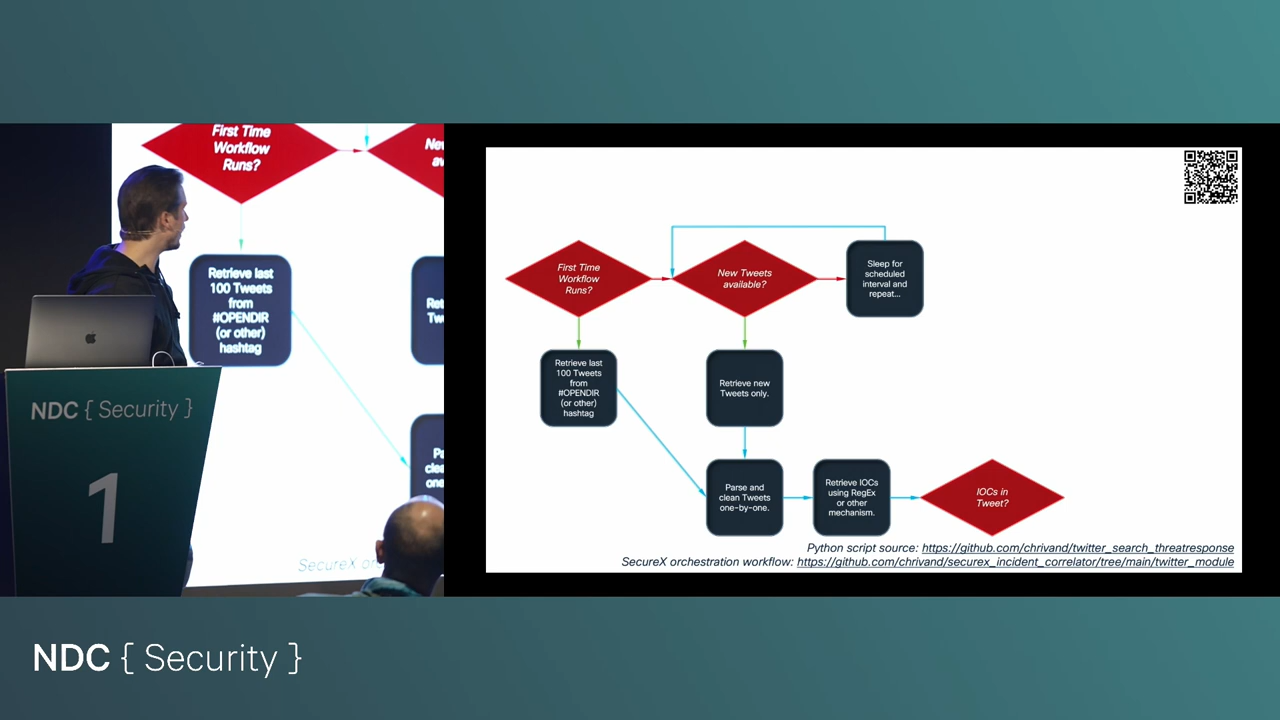 First Time
Workflow
Runs?
Retrieve last
100 Tweets
from
#OPENDIR
(or other)
hashtag
SecureX
NDC { Security }
1
First Time
Workflow
Runs?
New Tweets
available?
Sleep for
scheduled
interval and
repeat...
Retrieve last
100 Tweets
from
#OPENDIR
(or other)
hashtag
Retrieve new
Tweets only.
Parse and
clean Tweets
one-by-one.
Retrieve IOCs
using RegEx
or other
mechanism.
IOCs in
Tweet?
Python script source: https://github.com/chrivand/twitter_search_threatresponse
SecureX orchestration workflow: https://github.com/chrivand/securex_incident_correlator/tree/main/twitter_module
NDC { Security }